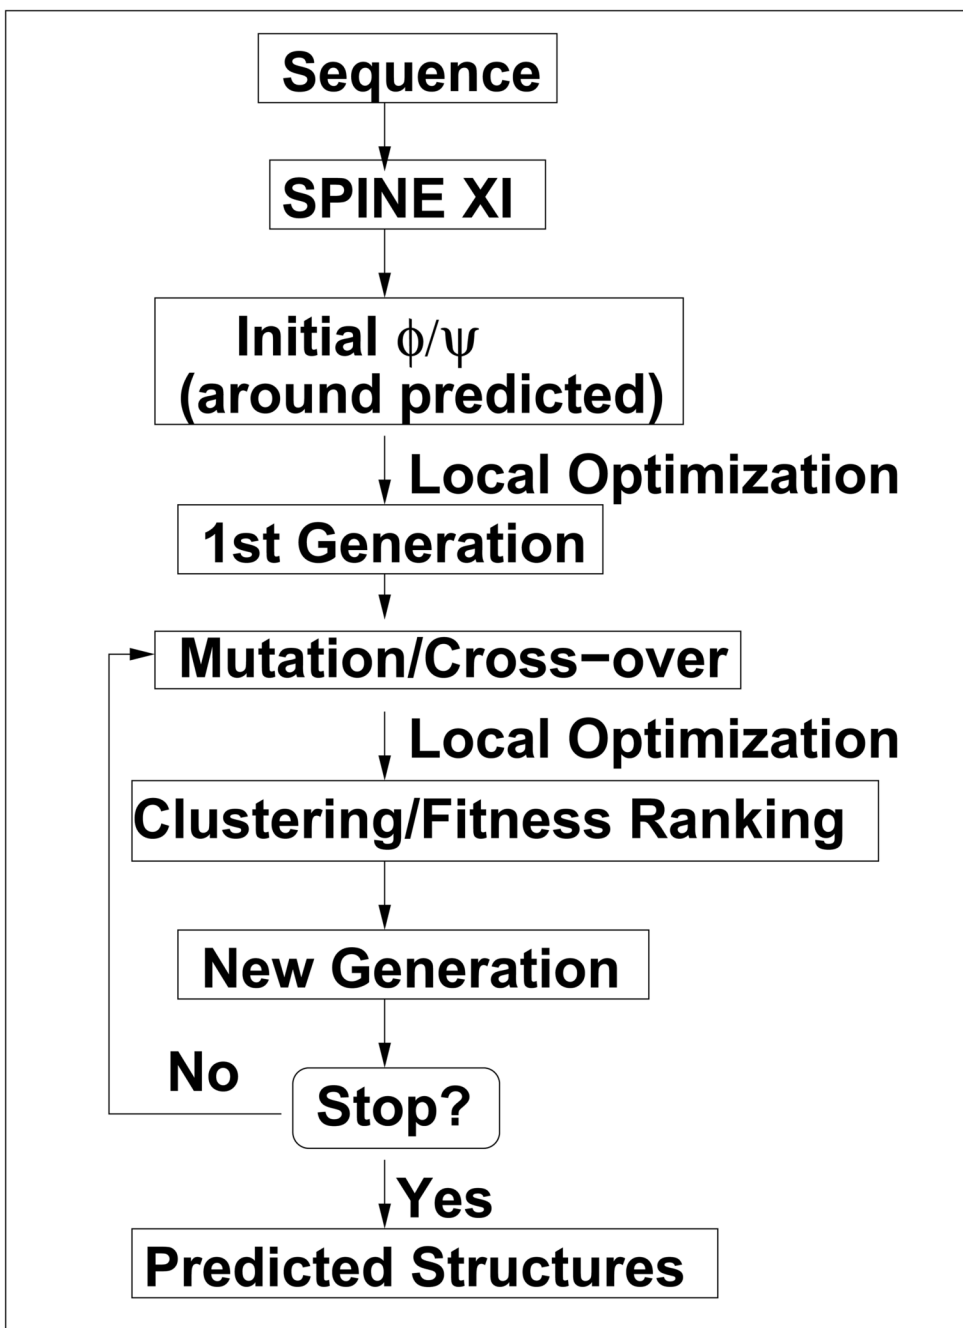 Sequence
SPINE XI
Initial ϕ/ψ
(around predicted)
Local Optimization
1st Generation
Mutation/Cross−over
Local Optimization
Clustering/Fitness Ranking
New Generation
No
Stop?
Yes
Predicted Structures